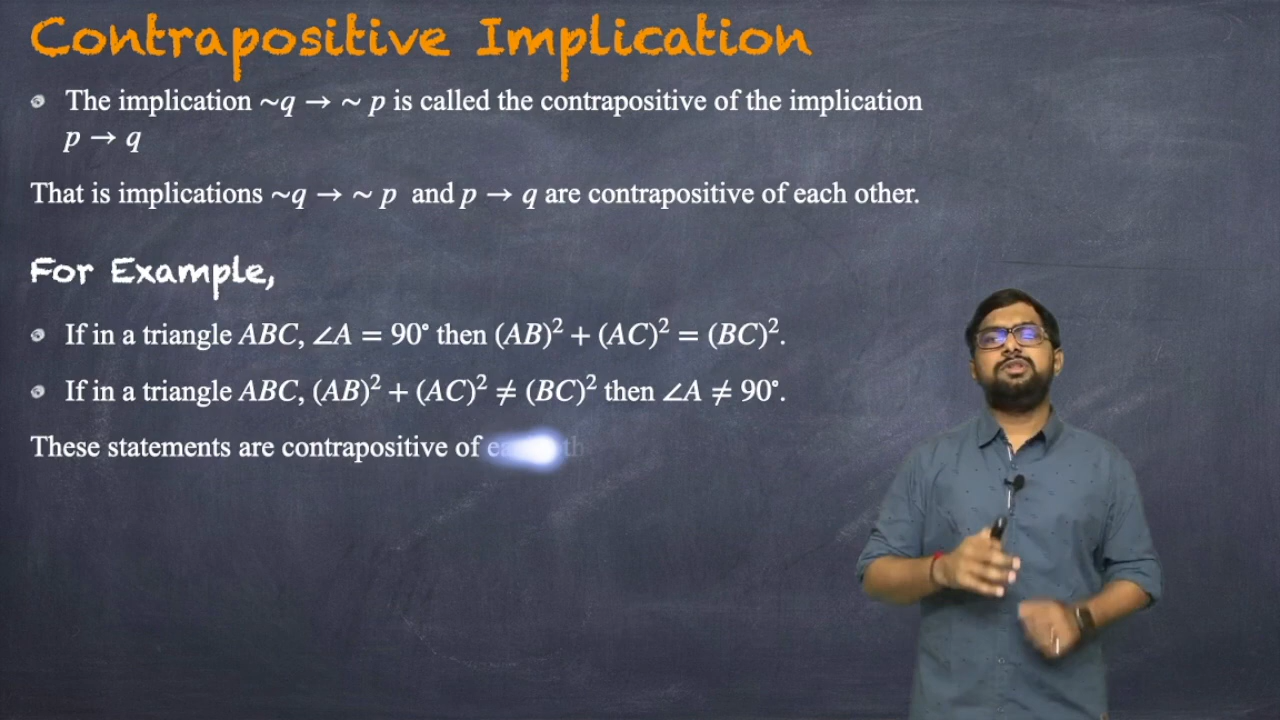 Contrapositive Implication
The implication ~q → ~ p is called the contrapositive of the implication
p → q
That is implications ~q → ~ p and p → q are contrapositive of each other.
For Example,
If in a triangle ABC, ∠A = 90° then (AB)² + (AC)² = (BC)².
If in a triangle ABC, (AB)² + (AC)² ≠ (BC)² then ∠A ≠ 90°.
These statements are contrapositive of